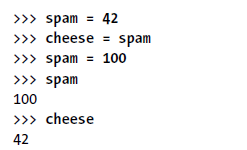 >>> spam = 42
>>> cheese = spam
>>> spam = 100
>>> spam
100
>>> cheese
42